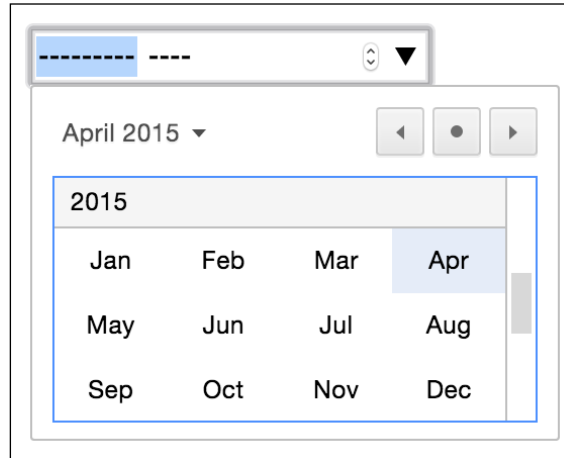 --------- ----
April 2015
2015
Jan Feb Mar Apr
May Jun Jul Aug
Sep Oct Nov Dec